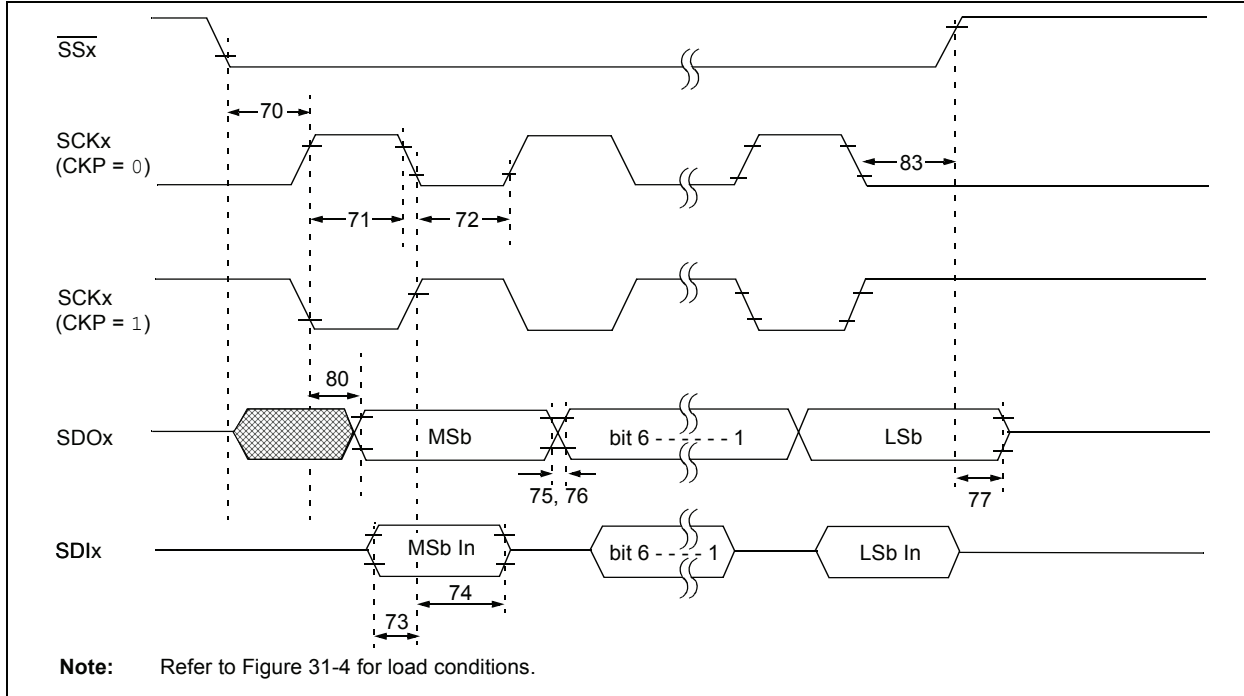 SSx
70
SCKx
(CKP = 0)
83
71
72
SCKx
(CKP = 1)
80
SDOx
MSb
bit 6 - - - - - - 1
LSb
75, 76
77
SDIx
MSb In
bit 6 - - - - 1
LSb In
74
73
Note: Refer to Figure 31-4 for load conditions.